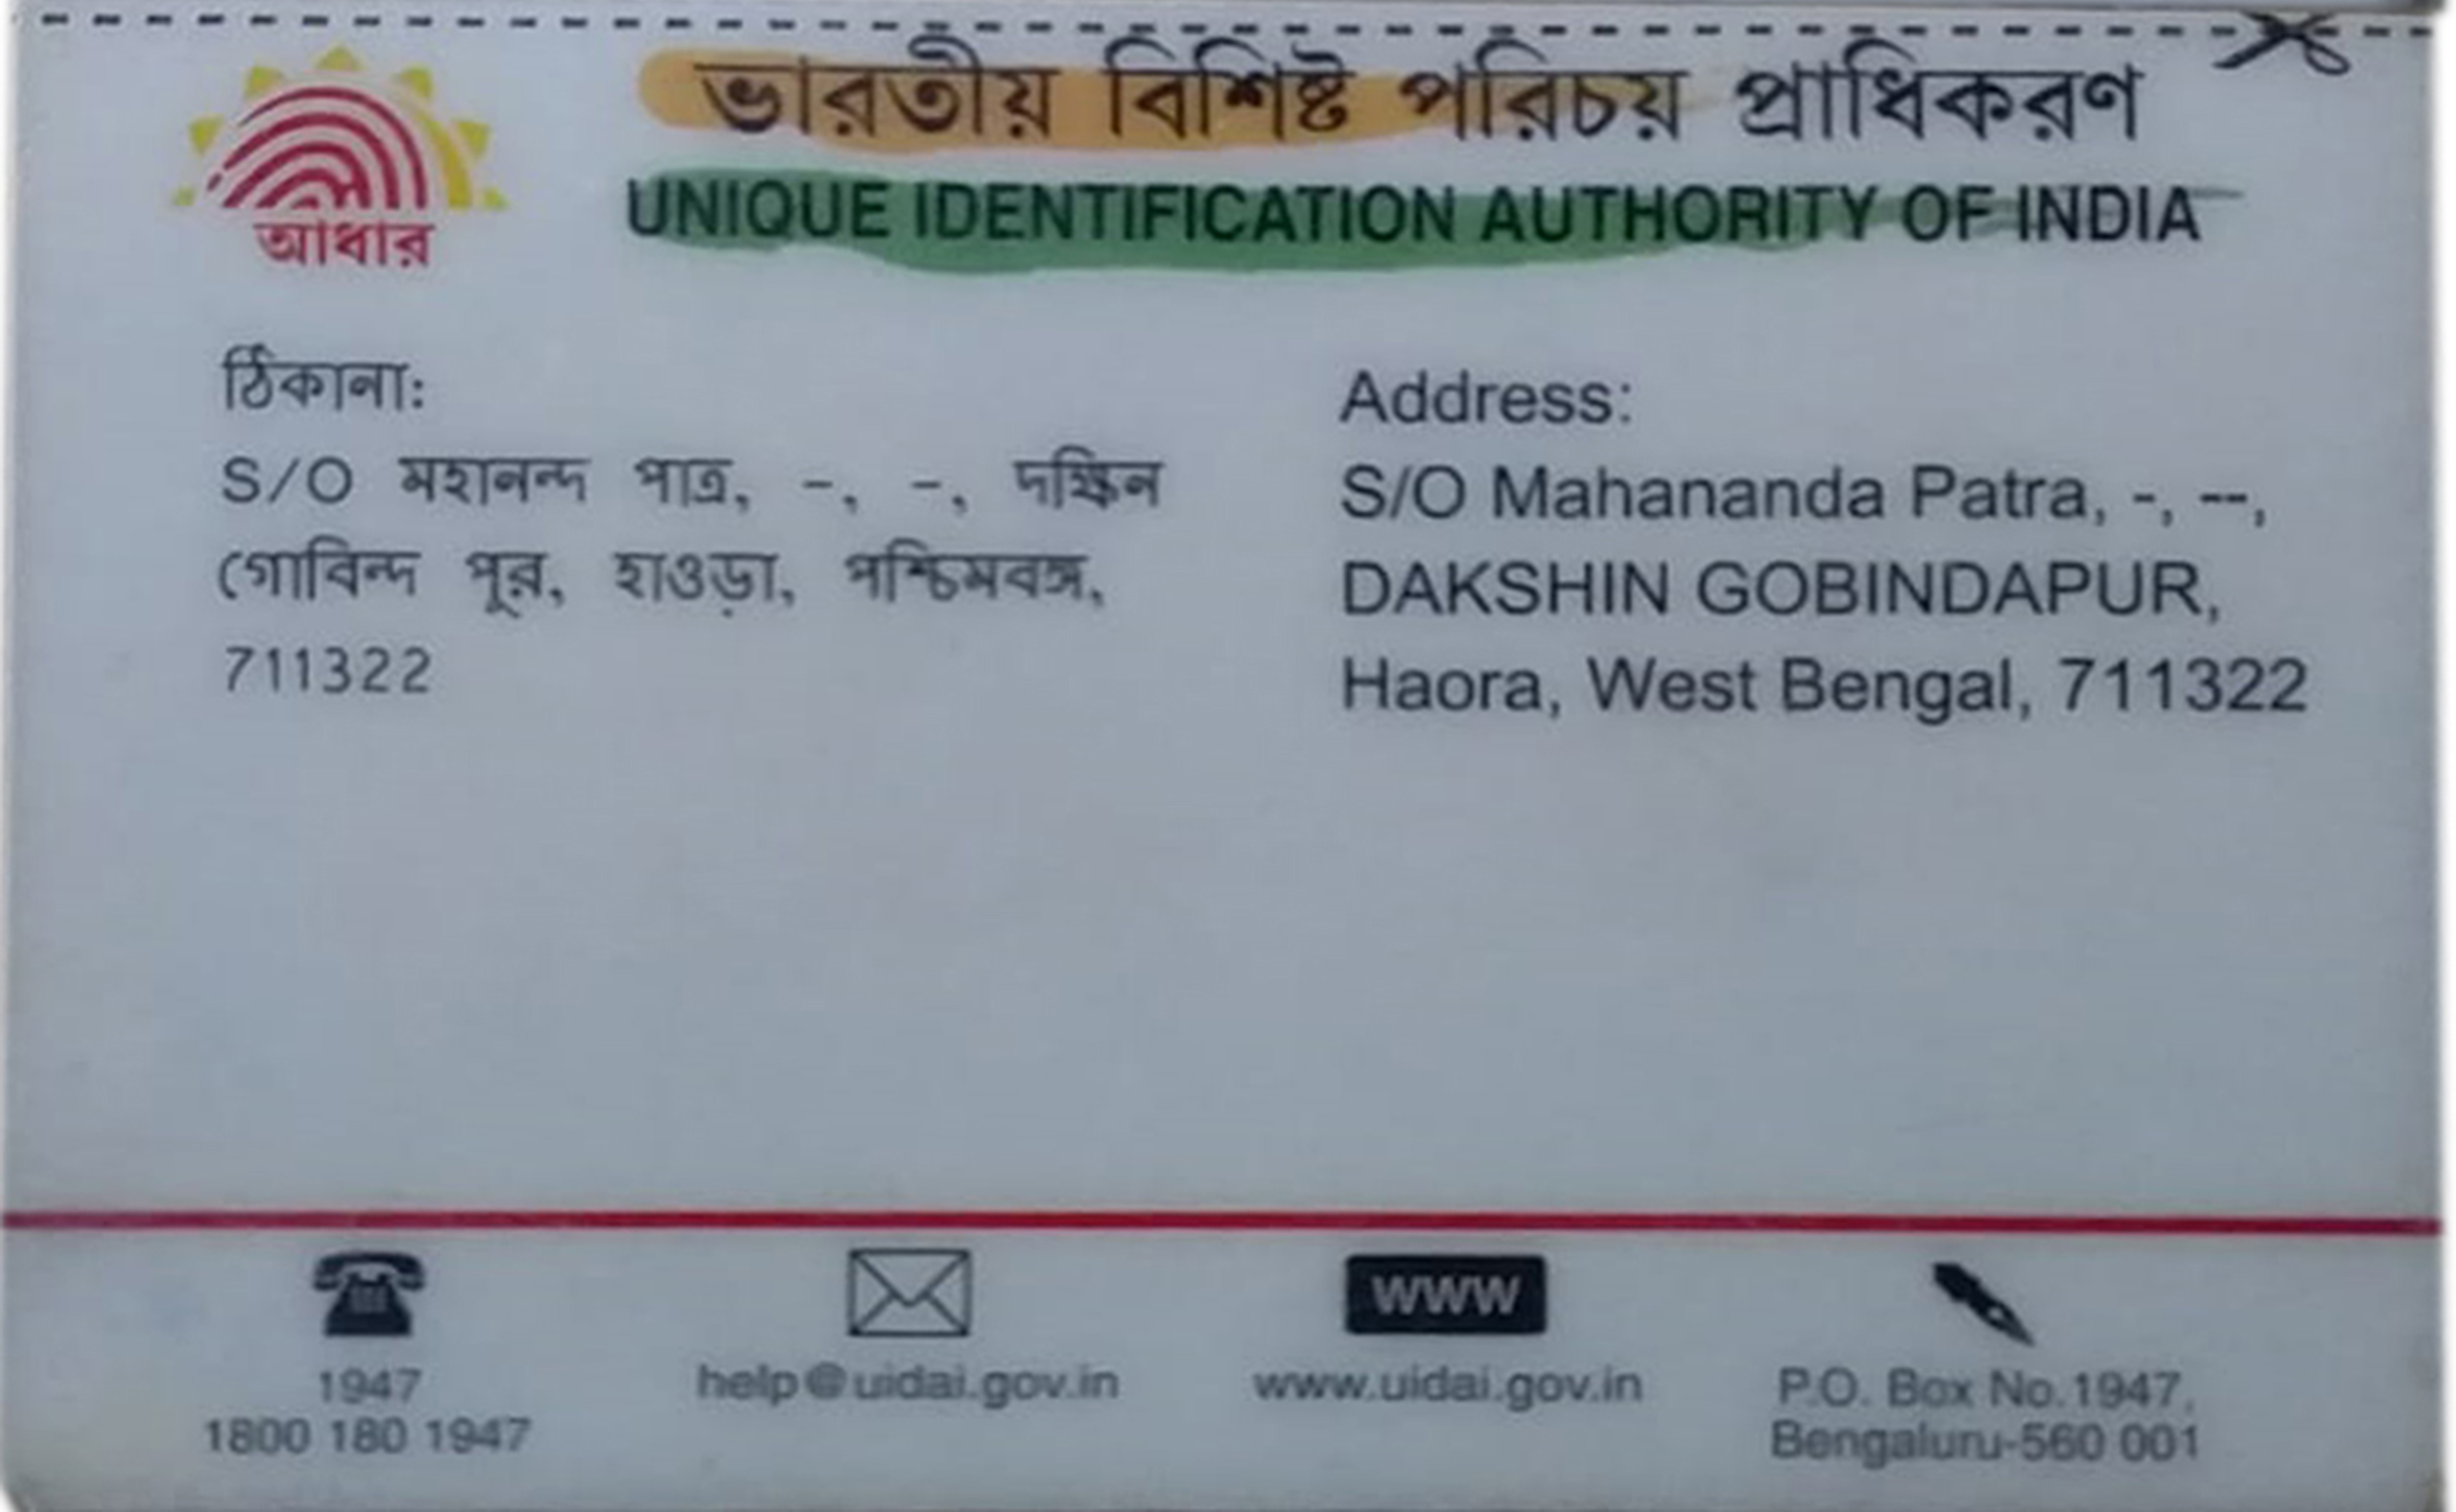 ভারতীয় বিশিষ্ট পরিচয় প্রাধিকরণ
UNIQUE IDENTIFICATION AUTHORITY OF INDIA
আধার
ঠিকানা:
S/O মহানন্দ পাত্র, -, -, দক্ষিন
গোবিন্দ পূর, হাওড়া, পশ্চিমবঙ্গ,
711322
Address:
S/O Mahananda Patra, -, --,
DAKSHIN GOBINDAPUR,
Haora, West Bengal, 711322
1947
1800 180 1947
help@uidai.gov.in
www
www.uidai.gov.in
P.O. Box No.1947,
Bengaluru-560 001